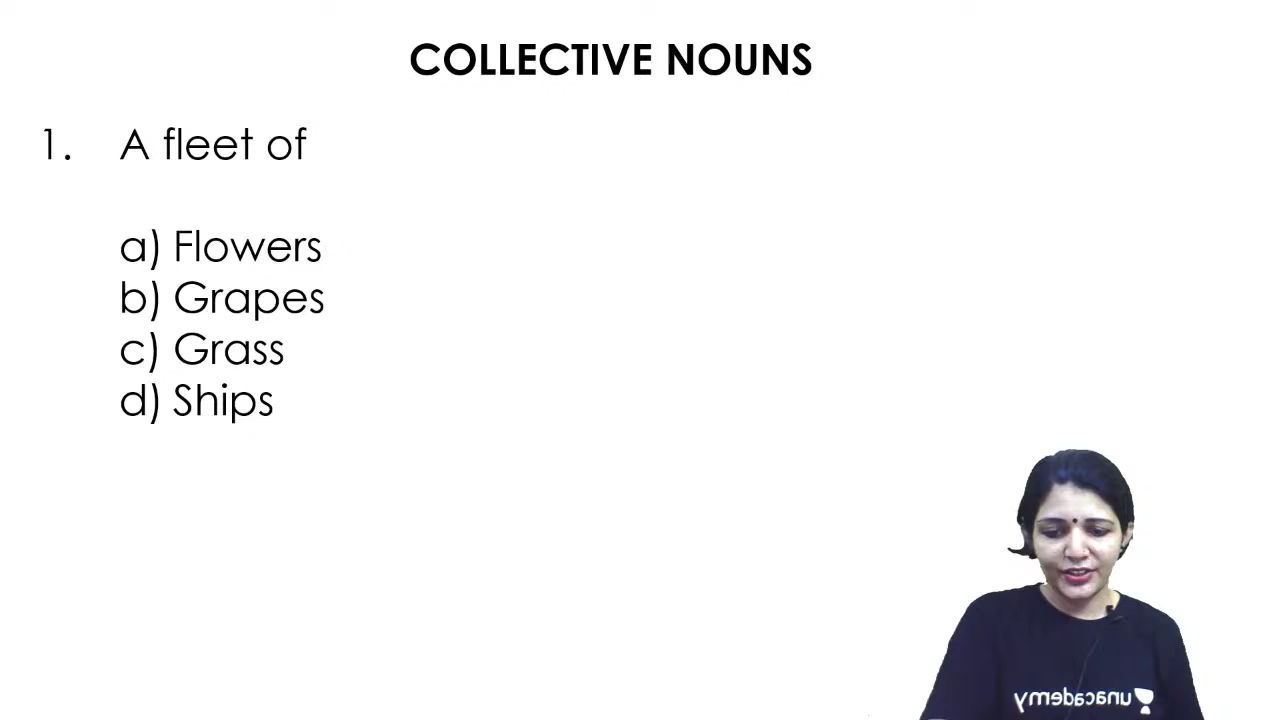 COLLECTIVE NOUNS
1. A fleet of
a) Flowers
b) Grapes
c) Grass
d) Ships
unacademy